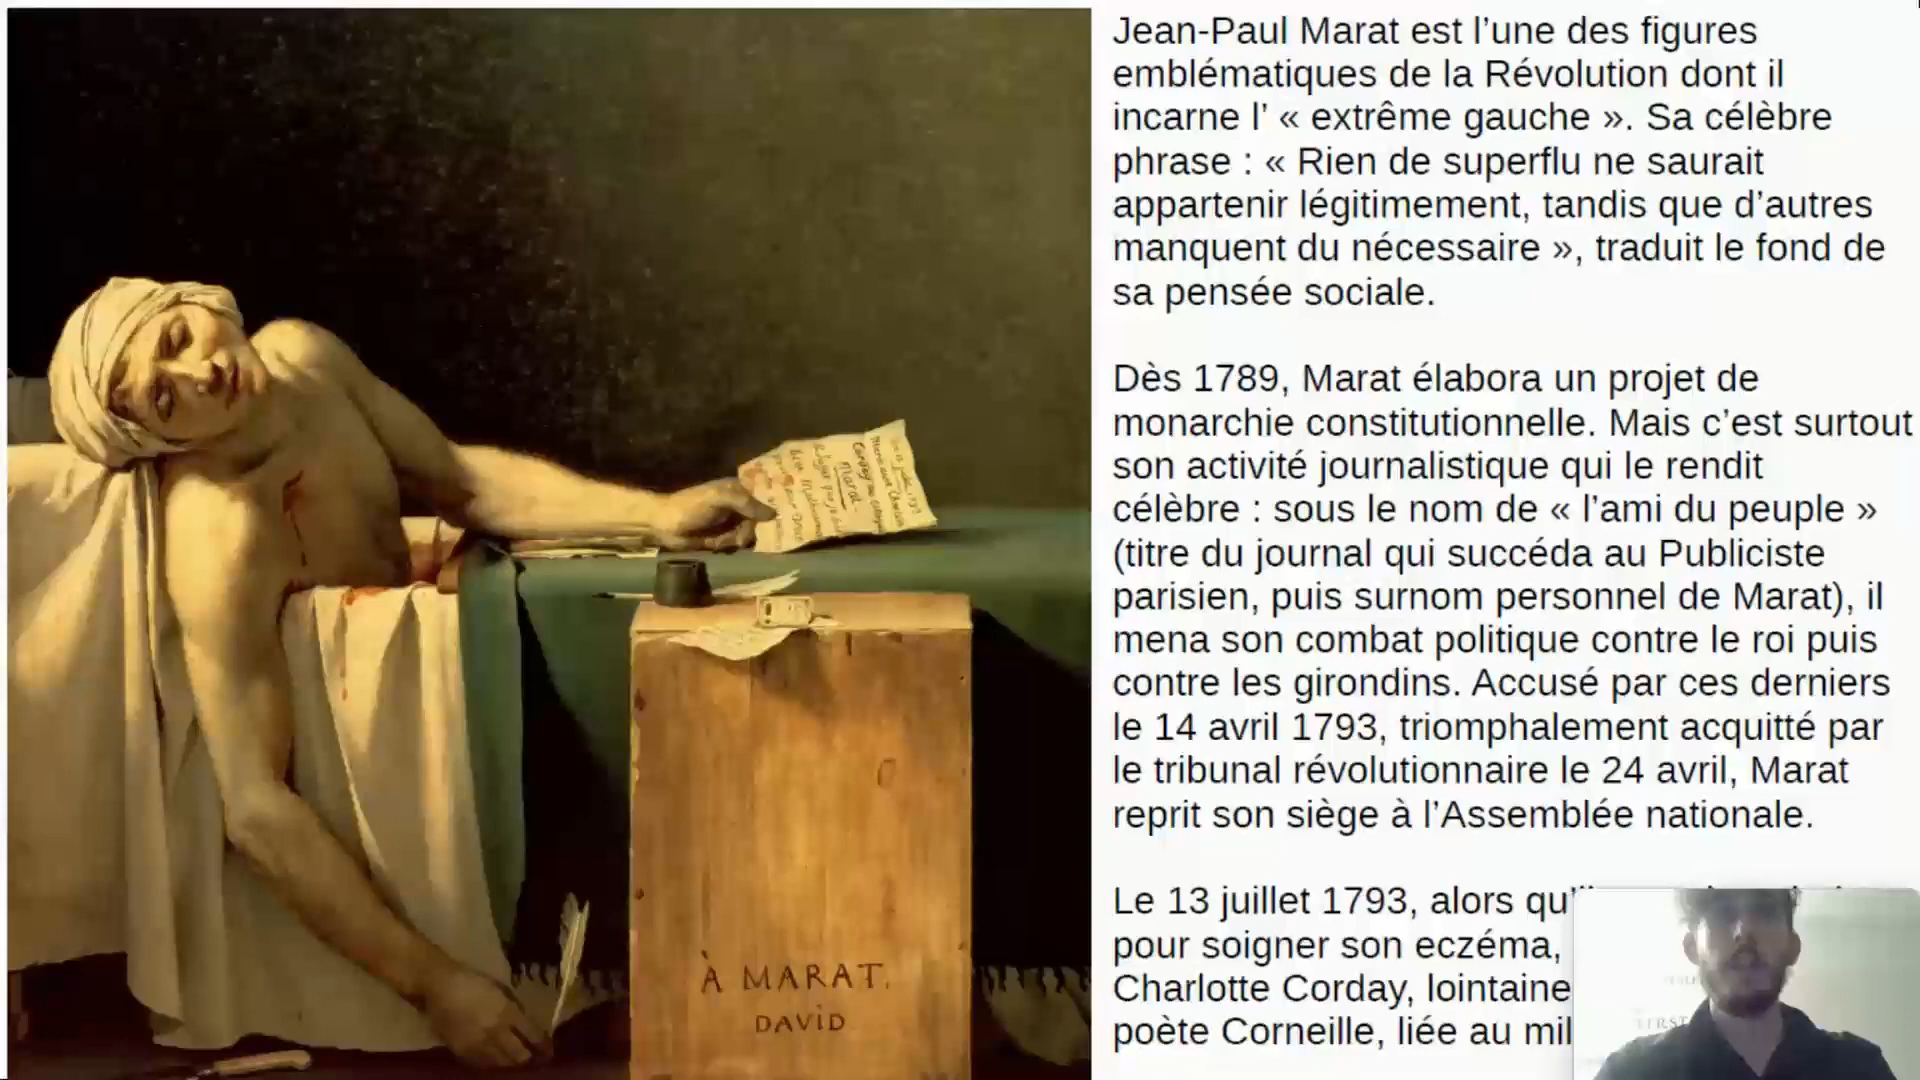 Jean-Paul Marat est l’une des figures
emblématiques de la Révolution dont il
incarne l’ « extrême gauche ». Sa célèbre
phrase : « Rien de superflu ne saurait
appartenir légitimement, tandis que d’autres
manquent du nécessaire », traduit le fond de
sa pensée sociale.
Dès 1789, Marat élabora un projet de
monarchie constitutionnelle. Mais c’est surtout
son activité journalistique qui le rendit
célèbre : sous le nom de « l’ami du peuple »
(titre du journal qui succéda au Publiciste
parisien, puis surnom personnel de Marat), il
mena son combat politique contre le roi puis
contre les girondins. Accusé par ces derniers
le 14 avril 1793, triomphalement acquitté par
le tribunal révolutionnaire le 24 avril, Marat
reprit son siège à l’Assemblée nationale.
Le 13 juillet 1793, alors
pour soigner son eczéma,
Charlotte Corday, lointaine
poète Corneille, liée au
À MARAT.
DAVID